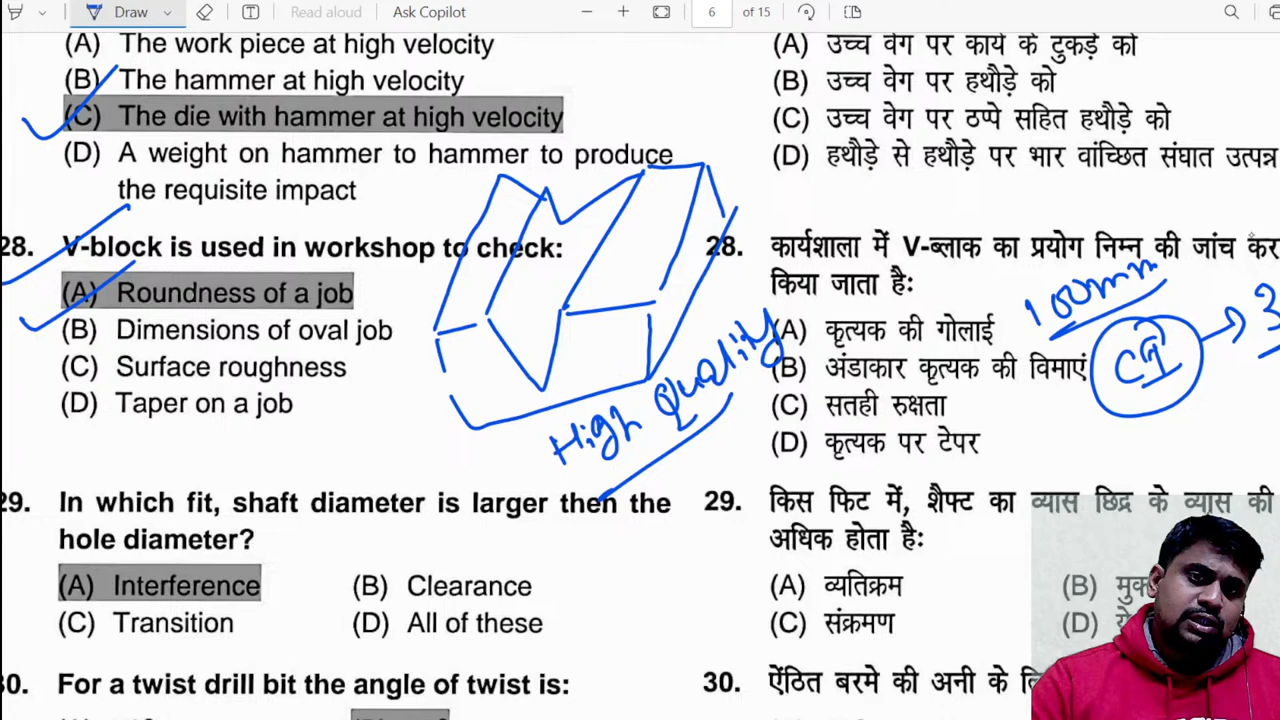 Draw
Read aloud
Ask Copilot
6
of 15
(A) The work piece at high velocity
(B) The hammer at high velocity
(C) The die with hammer at high velocity
(D) A weight on hammer to hammer to produce
the requisite impact
28. V-block is used in workshop to check:
(A) Roundness of a job
(B) Dimensions of oval job
(C) Surface roughness
(D) Taper on a job
High Quality
29. In which fit, shaft diameter is larger then the
hole diameter?
(A) Interference (B) Clearance
(C) Transition (D) All of these
30. For a twist drill bit the angle of twist is:
(A) उच्च वेग पर कार्य के टुकड़े को
(B) उच्च वेग पर हथौड़े को
(C) उच्च वेग पर ठप्पे सहित हथौड़े को
(D) हथौड़े से हथौड़े पर भार वांच्छित संघात उत्पन्न
28. कार्यशाला में V-ब्लाक का प्रयोग निम्न की जांच कर
किया जाता है:
100mm
(A) कृत्यक की गोलाई
(B) अंडाकार कृत्यक की विमाएं
(C) सतही रुक्षता
(D) कृत्यक पर टेपर
CI
3
29. किस फिट में, शैफ्ट का व्यास छिद्र के व्यास की
अधिक होता है:
(A) व्यतिक्रम (B)
(C) संक्रमण (D)
30. ऐंठित बरमे की अनी के